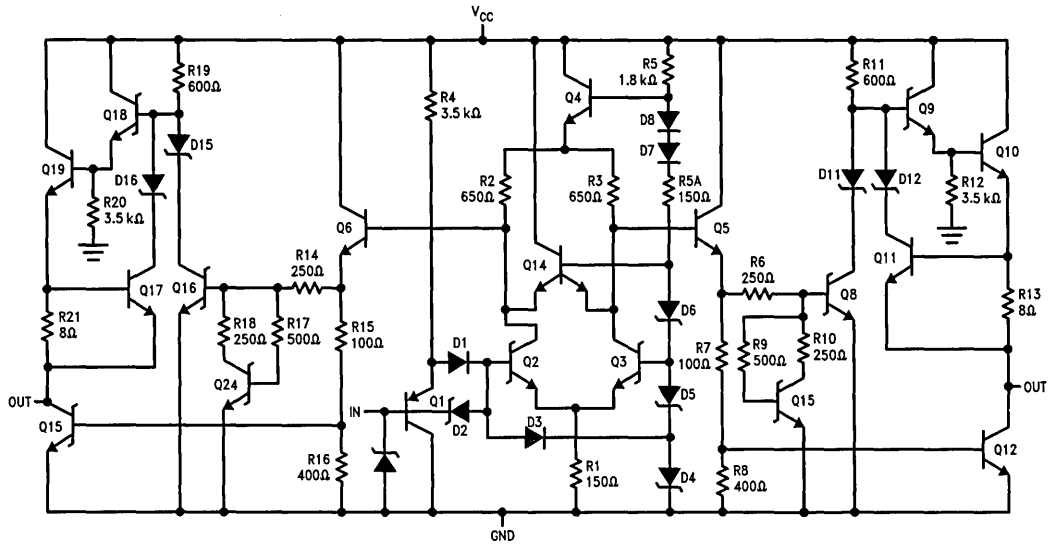 VCC
R19
600Ω
Q18
D15
Q19
D16
R20
3.5 kΩ
Q17
Q16
R21
8Ω
OUT
Q15
R18
250Ω
R17
500Ω
Q24
R14
250Ω
R15
100Ω
R16
400Ω
Q6
R4
3.5 kΩ
D1
IN
Q1
D2
D3
R2
650Ω
R3
650Ω
Q4
R5
1.8 kΩ
D8
D7
R5A
150Ω
Q14
Q2
Q3
D6
D5
D4
R1
150Ω
GND
Q5
R6
250Ω
R7
100Ω
R8
400Ω
R9
500Ω
R10
250Ω
Q15
Q8
R11
600Ω
D11
D12
Q9
Q10
R12
3.5 kΩ
Q11
R13
8Ω
OUT
Q12